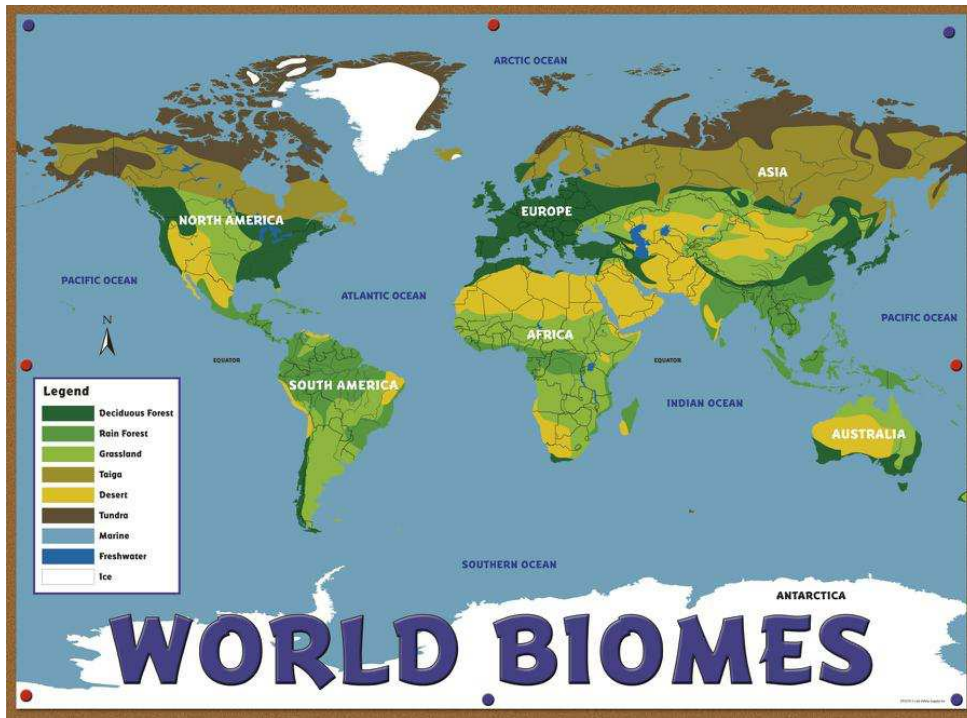 ARCTIC OCEAN
ASIA
EUROPE
NORTH AMERICA
PACIFIC OCEAN
ATLANTIC OCEAN
PACIFIC OCEAN
N
AFRICA
EQUATOR
EQUATOR
SOUTH AMERICA
INDIAN OCEAN
AUSTRALIA
Legend
Deciduous Forest
Rain Forest
Grassland
Taiga
Desert
Tundra
Marine
Freshwater
Ice
SOUTHERN OCEAN
ANTARCTICA
WORLD BIOMES